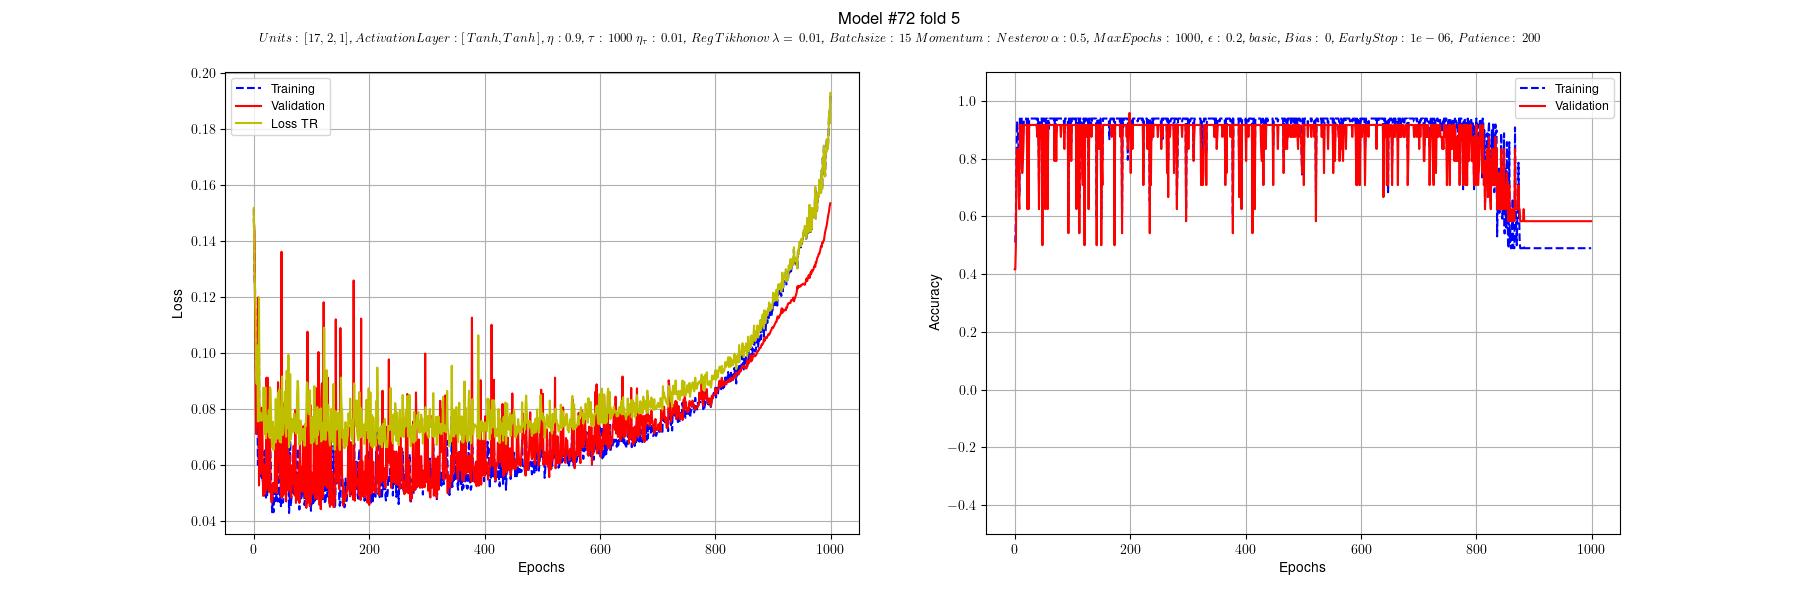 Model #72 fold 5
Units : [17, 2, 1], ActivationLayer : [Tanh, Tanh], η : 0.9, τ : 1000 ητ : 0.01, RegTikhonov λ = 0.01, Batchsize : 15 Momentum : Nesterov α : 0.5, MaxEpochs : 1000, ϵ : 0.2, basic, Bias : 0, EarlyStop : 1e − 06, Patience : 200
Training
Validation
Loss TR
Loss
0.20
0.18
0.16
0.14
0.12
0.10
0.08
0.06
0.04
0 200 400 600 800 1000
Epochs
Training
Validation
Accuracy
1.0
0.8
0.6
0.4
0.2
0.0
−0.2
−0.4
0 200 400 600 800 1000
Epochs